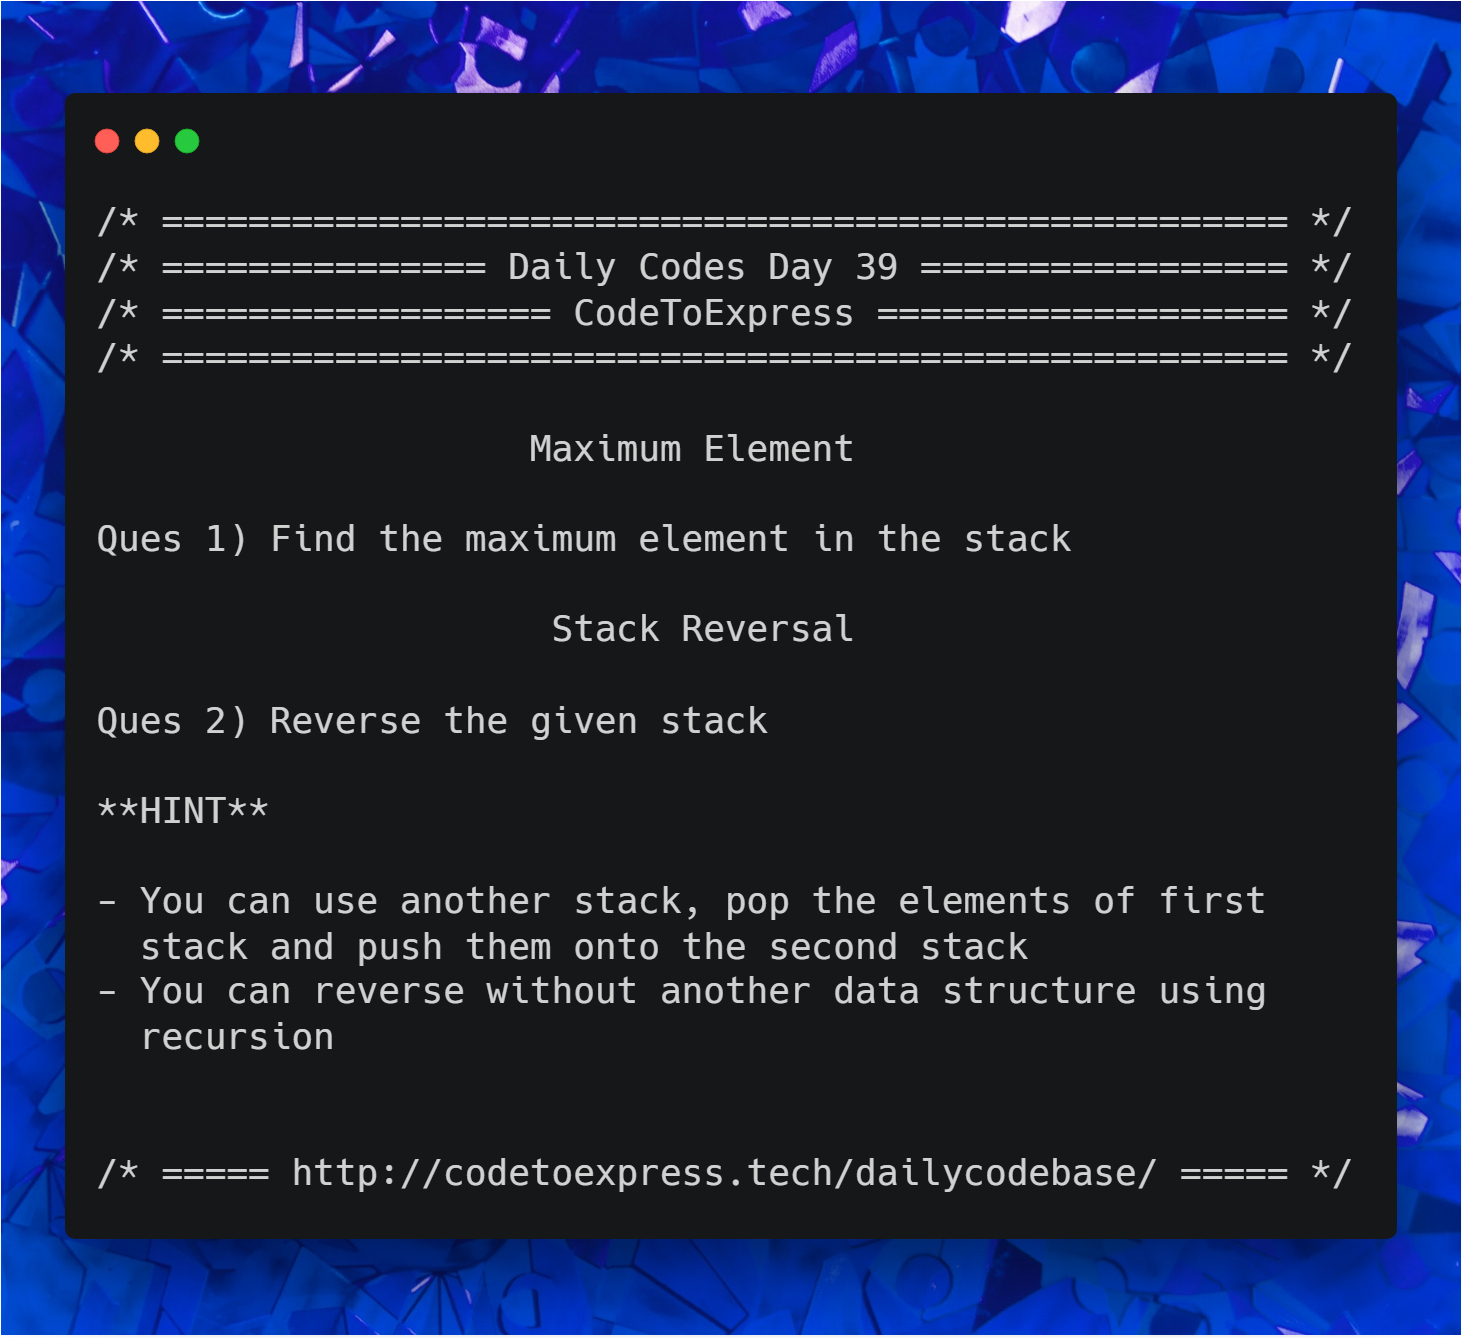 /* ==================================================== */
/* =============== Daily Codes Day 39 ================= */
/* ================== CodeToExpress =================== */
/* ==================================================== */
Maximum Element
Ques 1) Find the maximum element in the stack
Stack Reversal
Ques 2) Reverse the given stack
**HINT**
- You can use another stack, pop the elements of first
stack and push them onto the second stack
- You can reverse without another data structure using
recursion
/* ===== http://codetoexpress.tech/dailycodebase/ ===== */